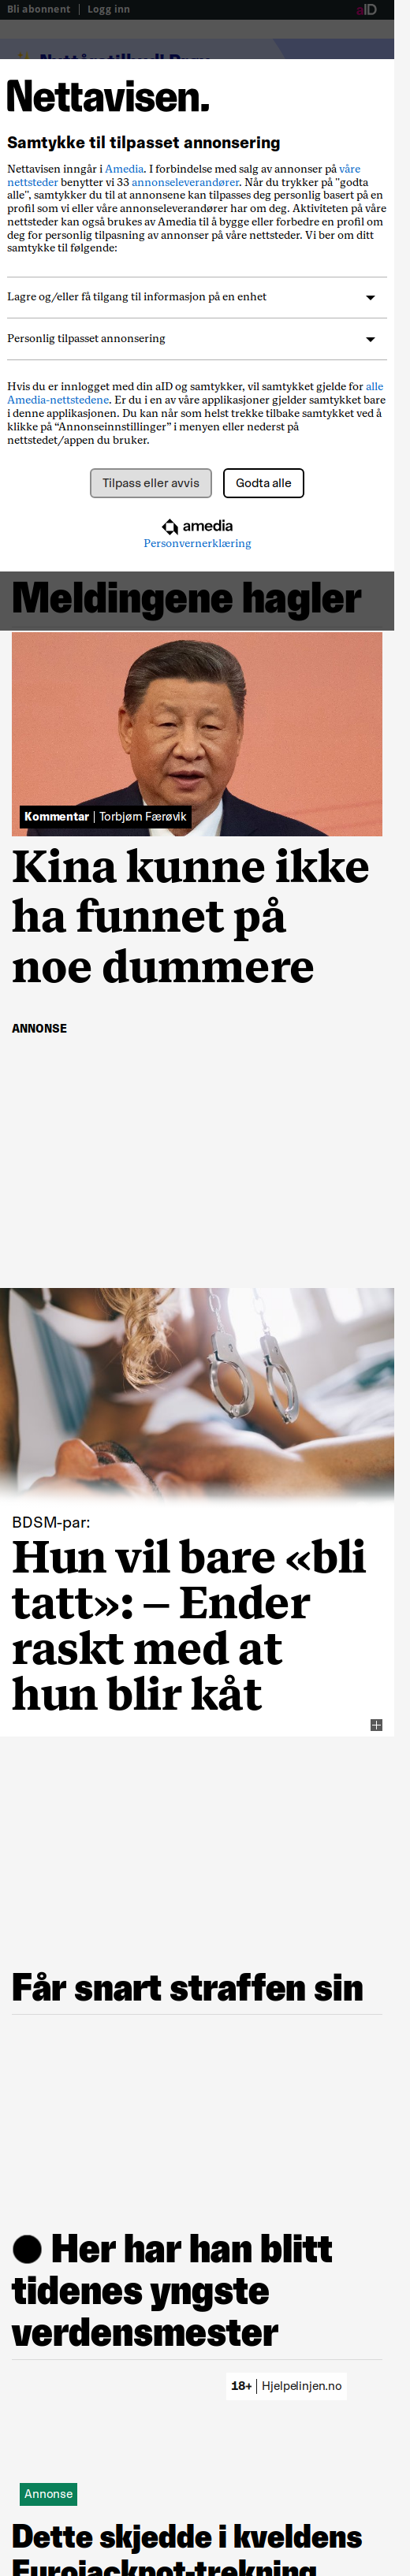 Bli abonnent | Logg inn
aID
Nettavisen.
Samtykke til tilpasset annonsering
Nettavisen inngår i Amedia. I forbindelse med salg av annonser på våre
nettsteder benytter vi 33 annonseleverandører. Når du trykker på "godta
alle", samtykker du til at annonsene kan tilpasses deg personlig basert på en
profil som vi eller våre annonseleverandører har om deg. Aktiviteten på våre
nettsteder kan også brukes av Amedia til å bygge eller forbedre en profil om
deg for personlig tilpasning av annonser på våre nettsteder. Vi ber om ditt
samtykke til følgende:
Lagre og/eller få tilgang til informasjon på en enhet
Personlig tilpasset annonsering
Hvis du er innlogget med din aID og samtykker, vil samtykket gjelde for alle
Amedia-nettstedene. Er du i en av våre applikasjoner gjelder samtykket bare
i denne applikasjonen. Du kan når som helst trekke tilbake samtykket ved å
klikke på “Annonseinnstillinger” i menyen eller nederst på
nettstedet/appen du bruker.
Tilpass eller avvis
Godta alle
amedia
Personvernerklæring
Meldingene hagler
Kommentar | Torbjørn Færøvik
Kina kunne ikke
ha funnet på
noe dummere
ANNONSE
BDSM-par:
Hun vil bare «bli
tatt»: – Ender
raskt med at
hun blir kåt
Får snart straffen sin
● Her har han blitt
tidenes yngste
verdensmester
18+ | Hjelpelinjen.no
Annonse
Dette skjedde i kveldens
Eurojackpot-trekning